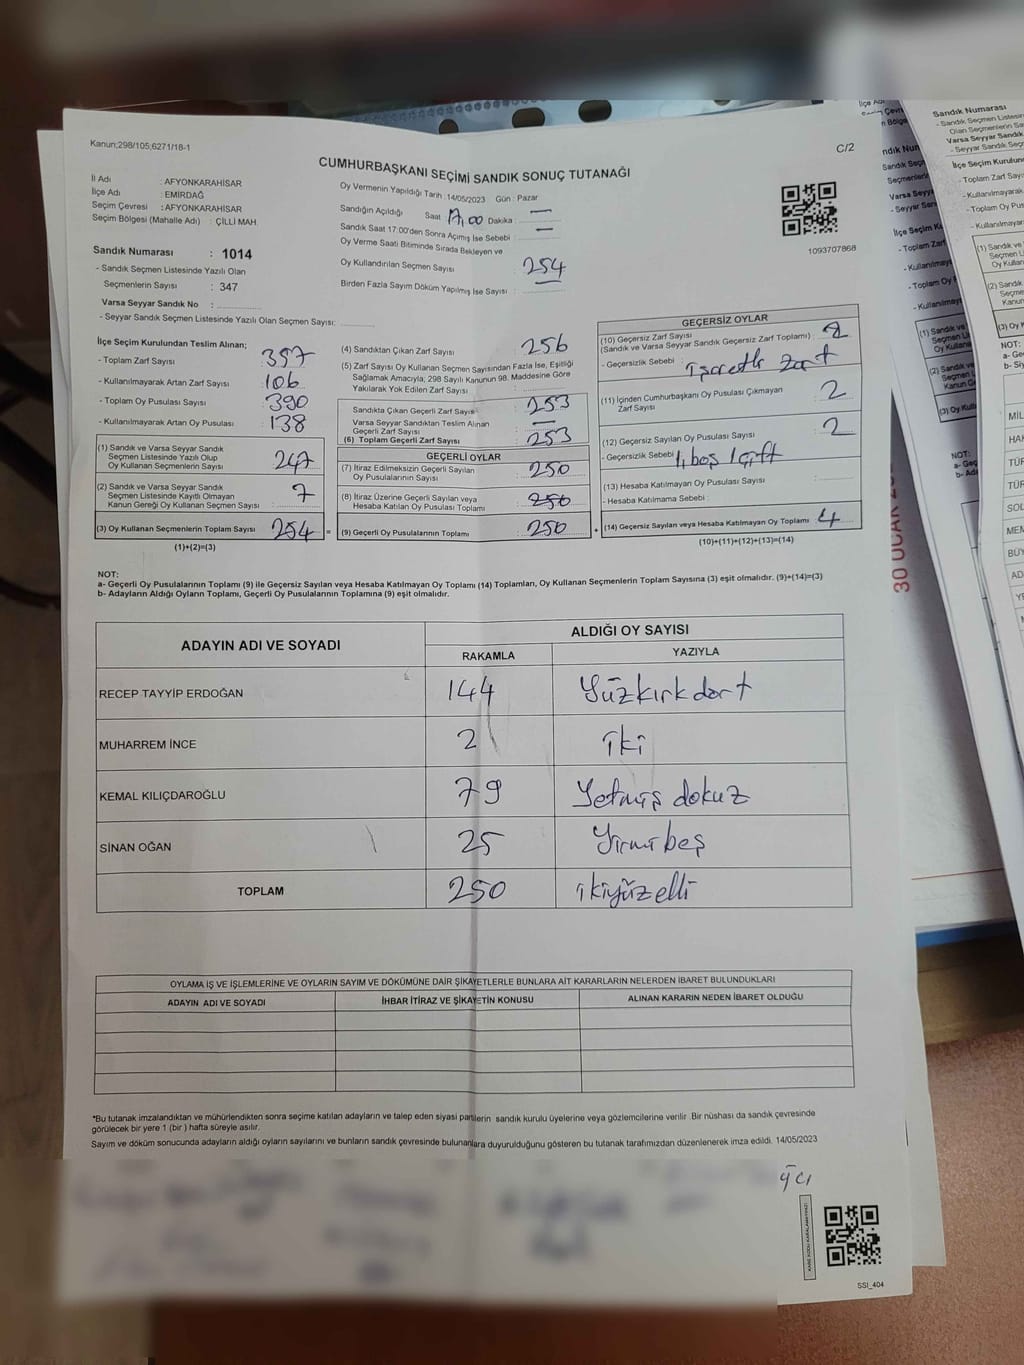 Kanun;298/105;6271/18-1
C/2
CUMHURBAŞKANI SEÇİMİ SANDIK SONUÇ TUTANAĞI
İl Adı : AFYONKARAHİSAR
İlçe Adı : EMİRDAĞ
Seçim Çevresi : AFYONKARAHİSAR
Seçim Bölgesi (Mahalle Adı) : ÇİLLİ MAH.
Sandık Numarası : 1014
- Sandık Seçmen Listesinde Yazılı Olan
Seçmenlerin Sayısı : 347
Varsa Seyyar Sandık No :
- Seyyar Sandık Seçmen Listesinde Yazılı Olan Seçmen Sayısı:
Oy Vermenin Yapıldığı Tarih : 14/05/2023 Gün : Pazar
Sandığın Açıldığı Saat 17,00 Dakika : —
Sandık Saat 17:00'den Sonra Açımış İse Sebebi : —
Oy Verme Saati Bitiminde Sırada Bekleyen ve
Oy Kullandırılan Seçmen Sayısı : 254
Birden Fazla Sayım Döküm Yapılmış İse Sayısı : —
1093707868
İlçe Seçim Kurulundan Teslim Alınan;
- Toplam Zarf Sayısı : 357
- Kullanılmayarak Artan Zarf Sayısı : 106
- Toplam Oy Pusulası Sayısı : 390
- Kullanılmayarak Artan Oy Pusulası : 138
(1) Sandık ve Varsa Seyyar Sandık
Seçmen Listesinde Yazılı Olup
Oy Kullanan Seçmenlerin Sayısı : 247
(2) Sandık ve Varsa Seyyar Sandık
Seçmen Listesinde Kayıtlı Olmayan
Kanun Gereği Oy Kullanan Seçmen Sayısı : 7
(3) Oy Kullanan Seçmenlerin Toplam Sayısı : 254 =
(1)+(2)=(3)
(4) Sandıktan Çıkan Zarf Sayısı : 256
(5) Zarf Sayısı Oy Kullanan Seçmen Sayısından Fazla İse, Eşitliği
Sağlamak Amacıyla, 298 Sayılı Kanunun 98. Maddesine Göre
Yakılarak Yok Edilen Zarf Sayısı :
Sandıkta Çıkan Geçerli Zarf Sayısı : 253
Varsa Seyyar Sandıktan Teslim Alınan
Geçerli Zarf Sayısı : —
(6) Toplam Geçerli Zarf Sayısı : 253
GEÇERLİ OYLAR
(7) İtiraz Edilmeksizin Geçerli Sayılan
Oy Pusulalarının Sayısı : 250
(8) İtiraz Üzerine Geçerli Sayılan veya
Hesaba Katılan Oy Pusulası Toplamı : 250
(9) Geçerli Oy Pusulalarının Toplamı : 250 +
GEÇERSİZ OYLAR
(10) Geçersiz Zarf Sayısı
(Sandık ve Varsa Seyyar Sandık Geçersiz Zarf Toplamı) :
- Geçersizlik Sebebi : işaretli zarf
(11) İçinden Cumhurbaşkanı Oy Pusulası Çıkmayan
Zarf Sayısı : 2
(12) Geçersiz Sayılan Oy Pusulası Sayısı : 2
- Geçersizlik Sebebi : 1,boş 1çift
(13) Hesaba Katılmayan Oy Pusulası Sayısı :
- Hesaba Katılmama Sebebi :
(14) Geçersiz Sayılan veya Hesaba Katılmayan Oy Toplamı : 4
(10)+(11)+(12)+(13)=(14)
NOT:
a- Geçerli Oy Pusulalarının Toplamı (9) ile Geçersiz Sayılan veya Hesaba Katılmayan Oy Toplamı (14) Toplamları, Oy Kullanan Seçmenlerin Toplam Sayısına (3) eşit olmalıdır. (9)+(14)=(3)
b- Adayların Aldığı Oyların Toplamı, Geçerli Oy Pusulalarının Toplamına (9) eşit olmalıdır.
ADAYIN ADI VE SOYADI
ALDIĞI OY SAYISI
RAKAMLA YAZIYLA
RECEP TAYYİP ERDOĞAN 144 Yüzkırkdört
MUHARREM İNCE 2 iki
KEMAL KILIÇDAROĞLU 79 Yetmiş dokuz
SİNAN OĞAN 25 Yirmibeş
TOPLAM 250 ikiyüzelli
OYLAMA İŞ VE İŞLEMLERİNE VE OYLARIN SAYIM VE DÖKÜMÜNE DAİR ŞİKAYETLERLE BUNLARA AİT KARARLARIN NELERDEN İBARET BULUNDUKLARI
ADAYIN ADI VE SOYADI İHBAR İTİRAZ VE ŞİKAYETİN KONUSU ALINAN KARARIN NEDEN İBARET OLDUĞU
*Bu tutanak imzalandıktan ve mühürlendikten sonra seçime katılan adayların ve talep eden siyasi partilerin sandık kurulu üyelerine veya gözlemcilerine verilir. Bir nüshası da sandık çevresinde
görülecek bir yere 1 (bir) hafta süreyle asılır.
Sayım ve döküm sonucunda adayların aldığı oyların sayılarını ve bunların sandık çevresinde bulunanlara duyurulduğunu gösteren bu tutanak tarafımızdan düzenlenerek imza edildi. 14/05/2023
SSİ_404
30 OCAK